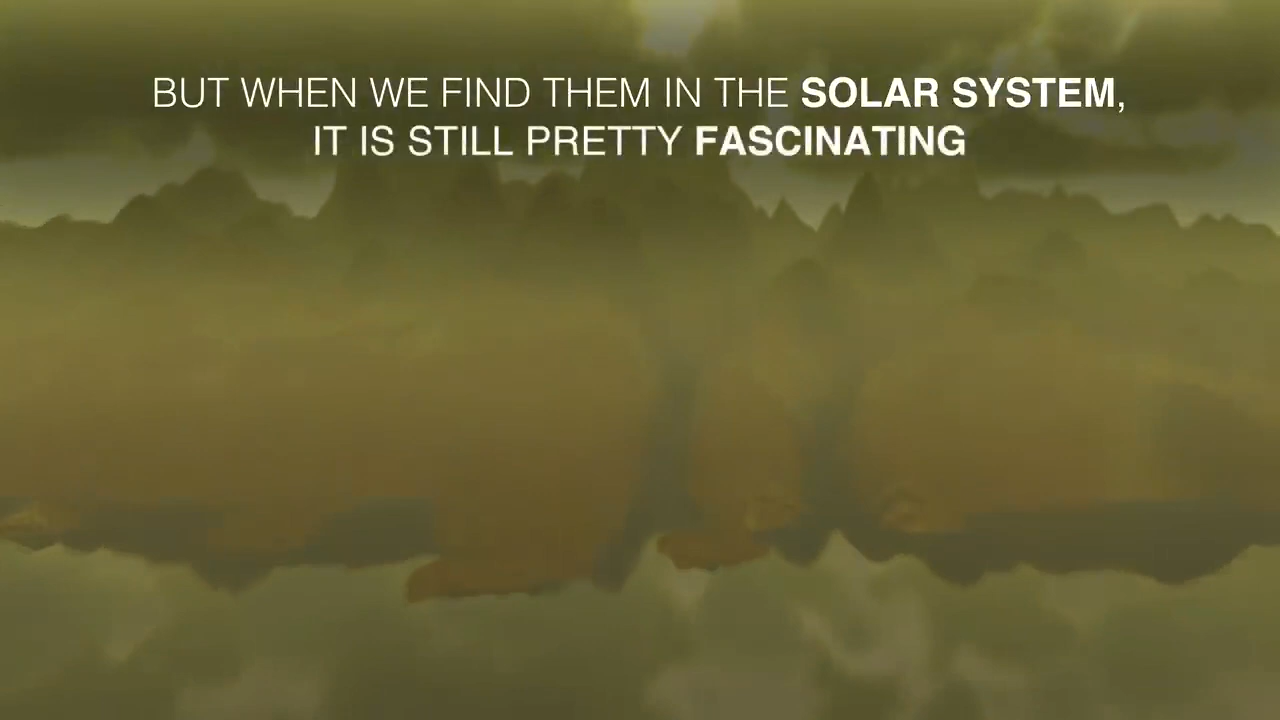 BUT WHEN WE FIND THEM IN THE SOLAR SYSTEM,
IT IS STILL PRETTY FASCINATING